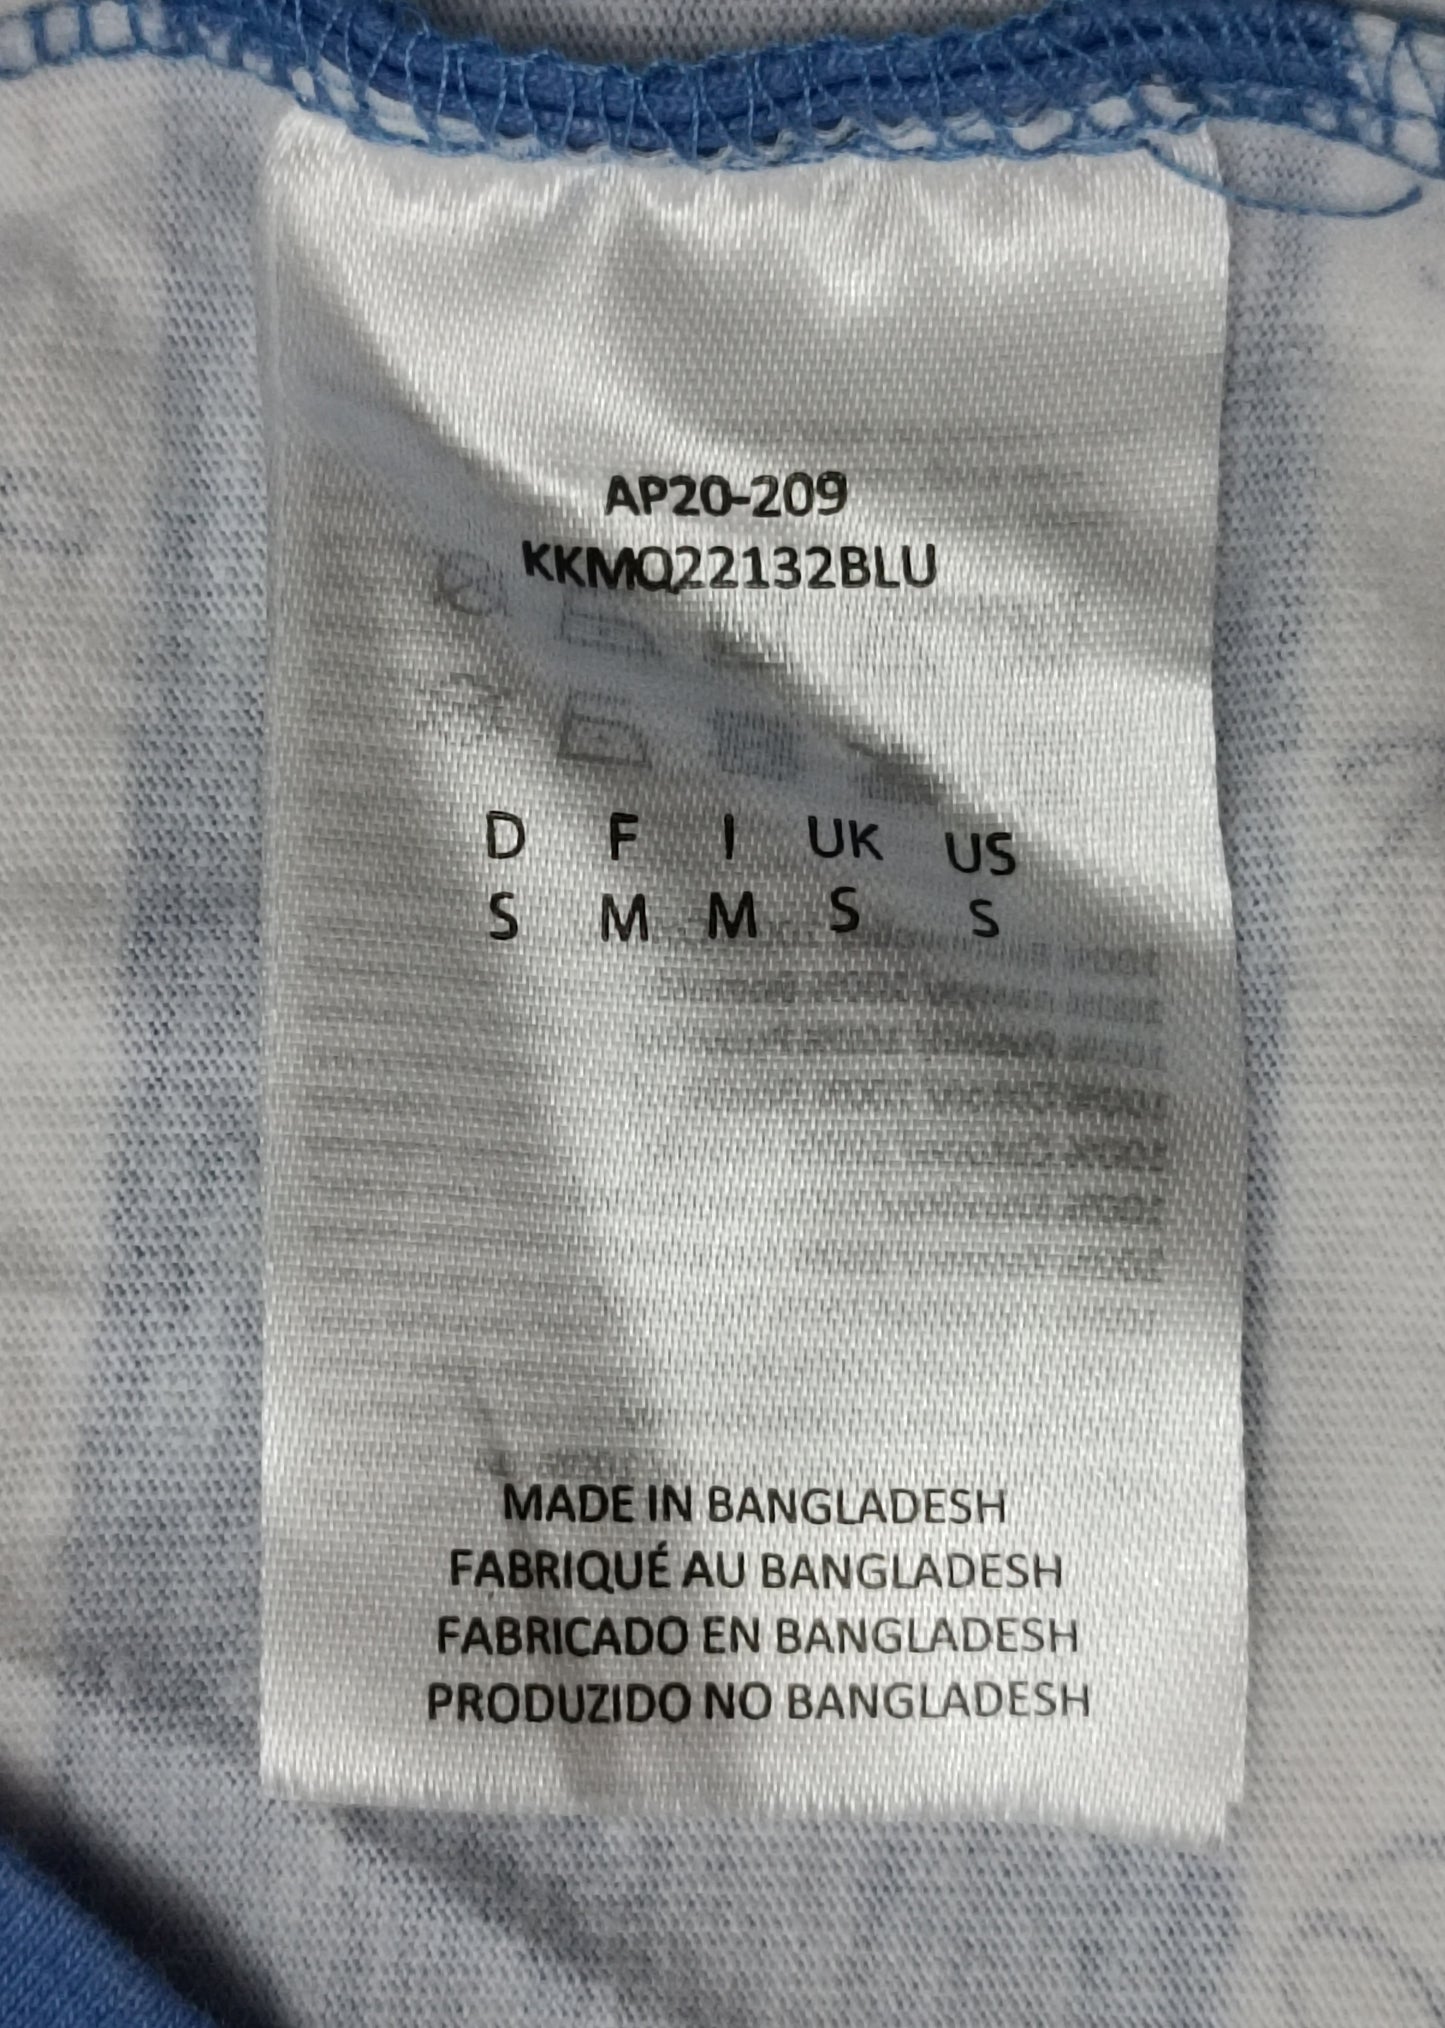 AP20-209
KKMQ22132BLU
D F I UK US
S M M S S
MADE IN BANGLADESH
FABRIQUÉ AU BANGLADESH
FABRICADO EN BANGLADESH
PRODUZIDO NO BANGLADESH